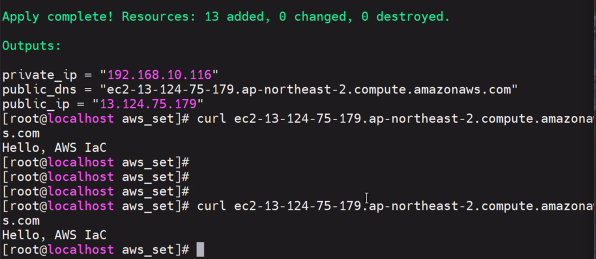 Apply complete! Resources: 13 added, 0 changed, 0 destroyed.
Outputs:
private_ip = "192.168.10.116"
public_dns = "ec2-13-124-75-179.ap-northeast-2.compute.amazonaws.com"
public_ip = "13.124.75.179"
[root@localhost aws_set]# curl ec2-13-124-75-179.ap-northeast-2.compute.amazonaw
s.com
Hello, AWS IaC
[root@localhost aws_set]#
[root@localhost aws_set]#
[root@localhost aws_set]#
[root@localhost aws_set]# curl ec2-13-124-75-179.ap-northeast-2.compute.amazonaw
s.com
Hello, AWS IaC
[root@localhost aws_set]#